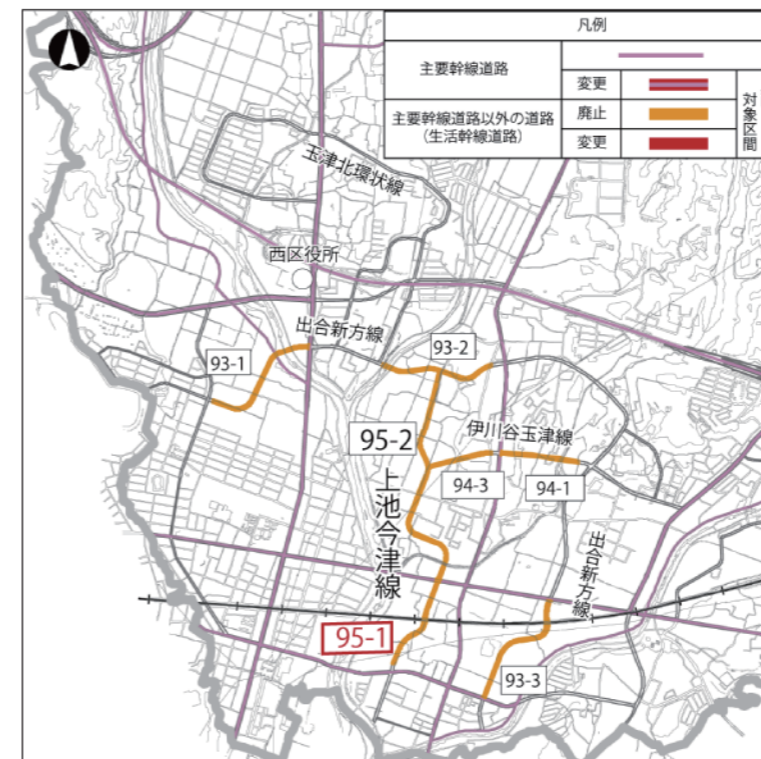 凡例
主要幹線道路
変更
主要幹線道路以外の道路
(生活幹線道路)
廃止
変更
対象区間
玉津北環状線
西区役所
出合新方線
93-1
93-2
95-2
伊川谷玉津線
94-3
94-1
上池今津線
出合新方線
95-1
93-3